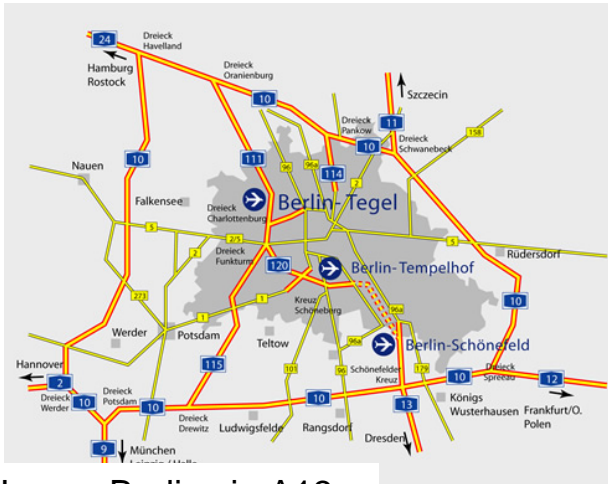 24
Dreieck
Havelland
Hamburg
Rostock
Dreieck
Oranienburg
10
Szczecin
11
Dreieck
Pankow
10
Dreieck
Schwanebeck
158
10
111
96
96a
114
2
Nauen
Falkensee
Berlin-Tegel
Dreieck
Charlottenburg
5
2/5
2
Dreieck
Funkturm
120
Berlin-Tempelhof
5
Rüdersdorf
273
1
1
Kreuz
Schöneberg
96a
10
Werder
Potsdam
Teltow
96a
Berlin-Schönefeld
115
101
96
Schönefelder
Kreuz
179
Dreieck
Spreeau
Hannover
2
10
Dreieck
Werder
Dreieck
Potsdam
10
Dreieck
Drewitz
Ludwigsfelde
10
Rangsdorf
13
10
Königs
Wusterhausen
12
Frankfurt/O.
Polen
Dresden
9
München